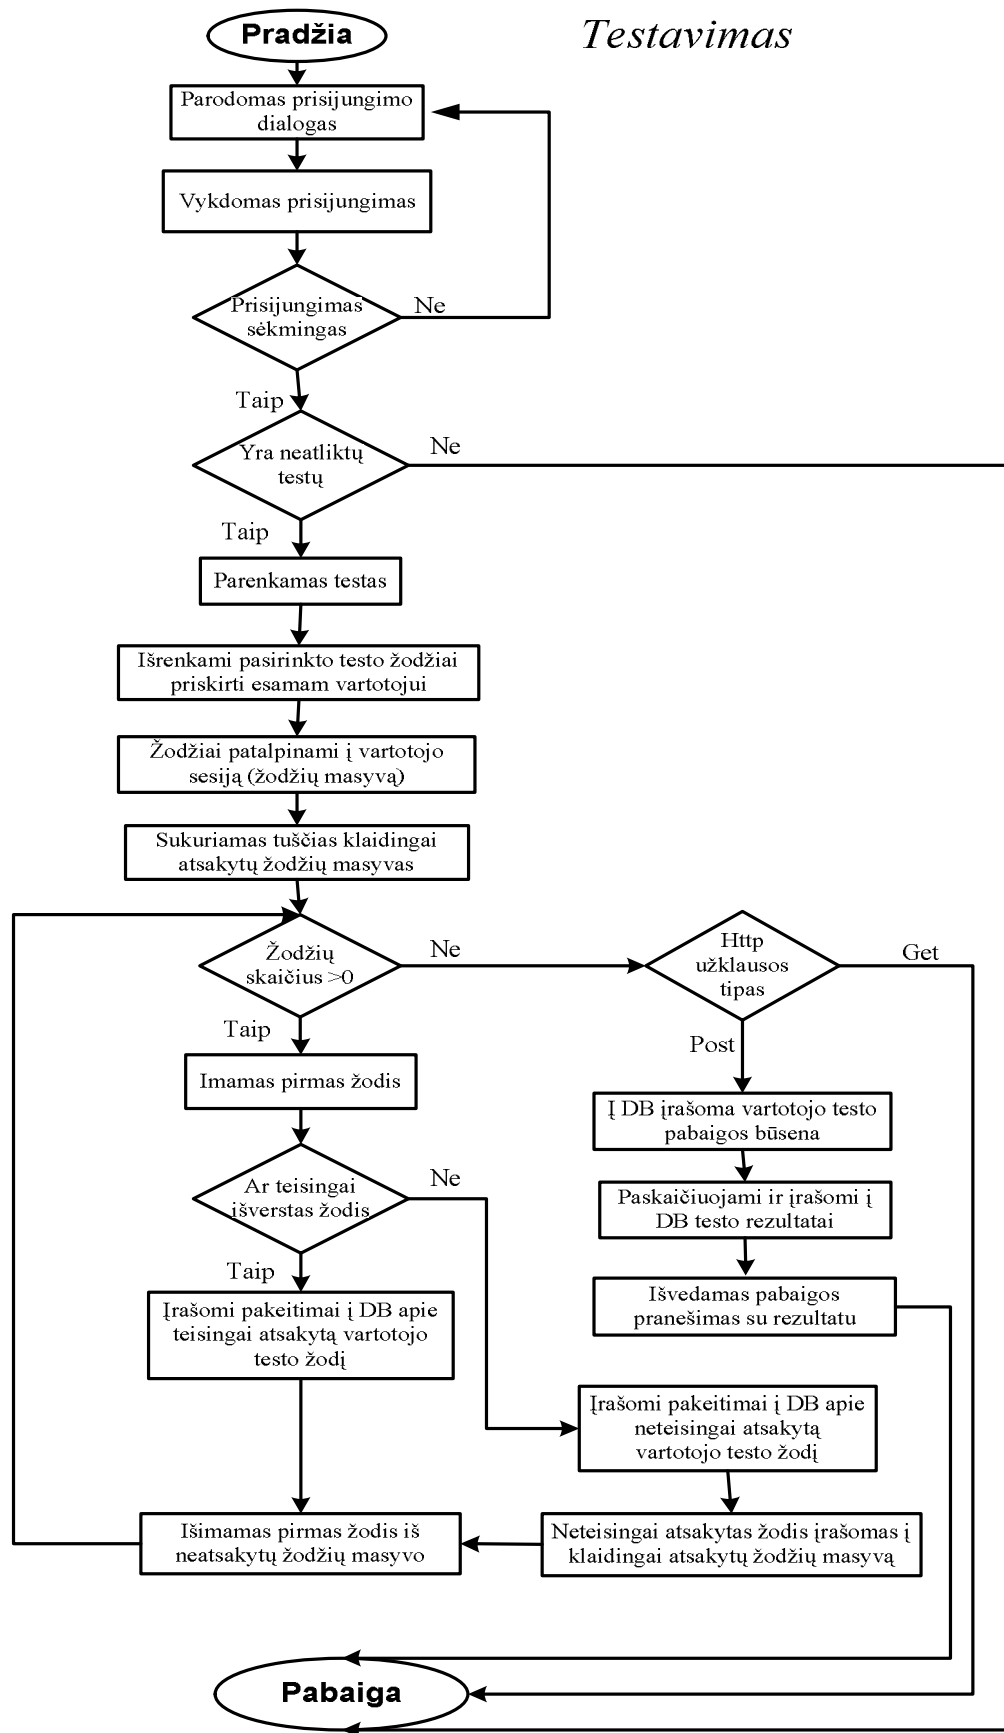 Pradžia
Testavimas
Parodomas prisijungimo
dialogas
Vykdomas prisijungimas
Prisijungimas
sėkmingas
Ne
Taip
Yra neatliktų
testų
Ne
Taip
Parenkamas testas
Išrenkami pasirinkto testo žodžiai
priskirti esamam vartotojui
Žodžiai patalpinami į vartotojo
sesiją (žodžių masyvą)
Sukuriamas tuščias klaidingai
atsakytų žodžių masyvas
Žodžių
skaičius >0
Ne
Http
užklausos
tipas
Get
Taip
Post
Imamas pirmas žodis
Į DB įrašoma vartotojo testo
pabaigos būsena
Ar teisingai
išverstas žodis
Ne
Paskaičiuojami ir įrašomi į
DB testo rezultatai
Taip
Išvedamas pabaigos
pranešimas su rezultatu
Įrašomi pakeitimai į DB apie
teisingai atsakytą vartotojo
testo žodį
Įrašomi pakeitimai į DB apie
neteisingai atsakytą
vartotojo testo žodį
Išimamas pirmas žodis iš
neatsakytų žodžių masyvo
Neteisingai atsakytas žodis įrašomas į
klaidingai atsakytų žodžių masyvą
Pabaiga